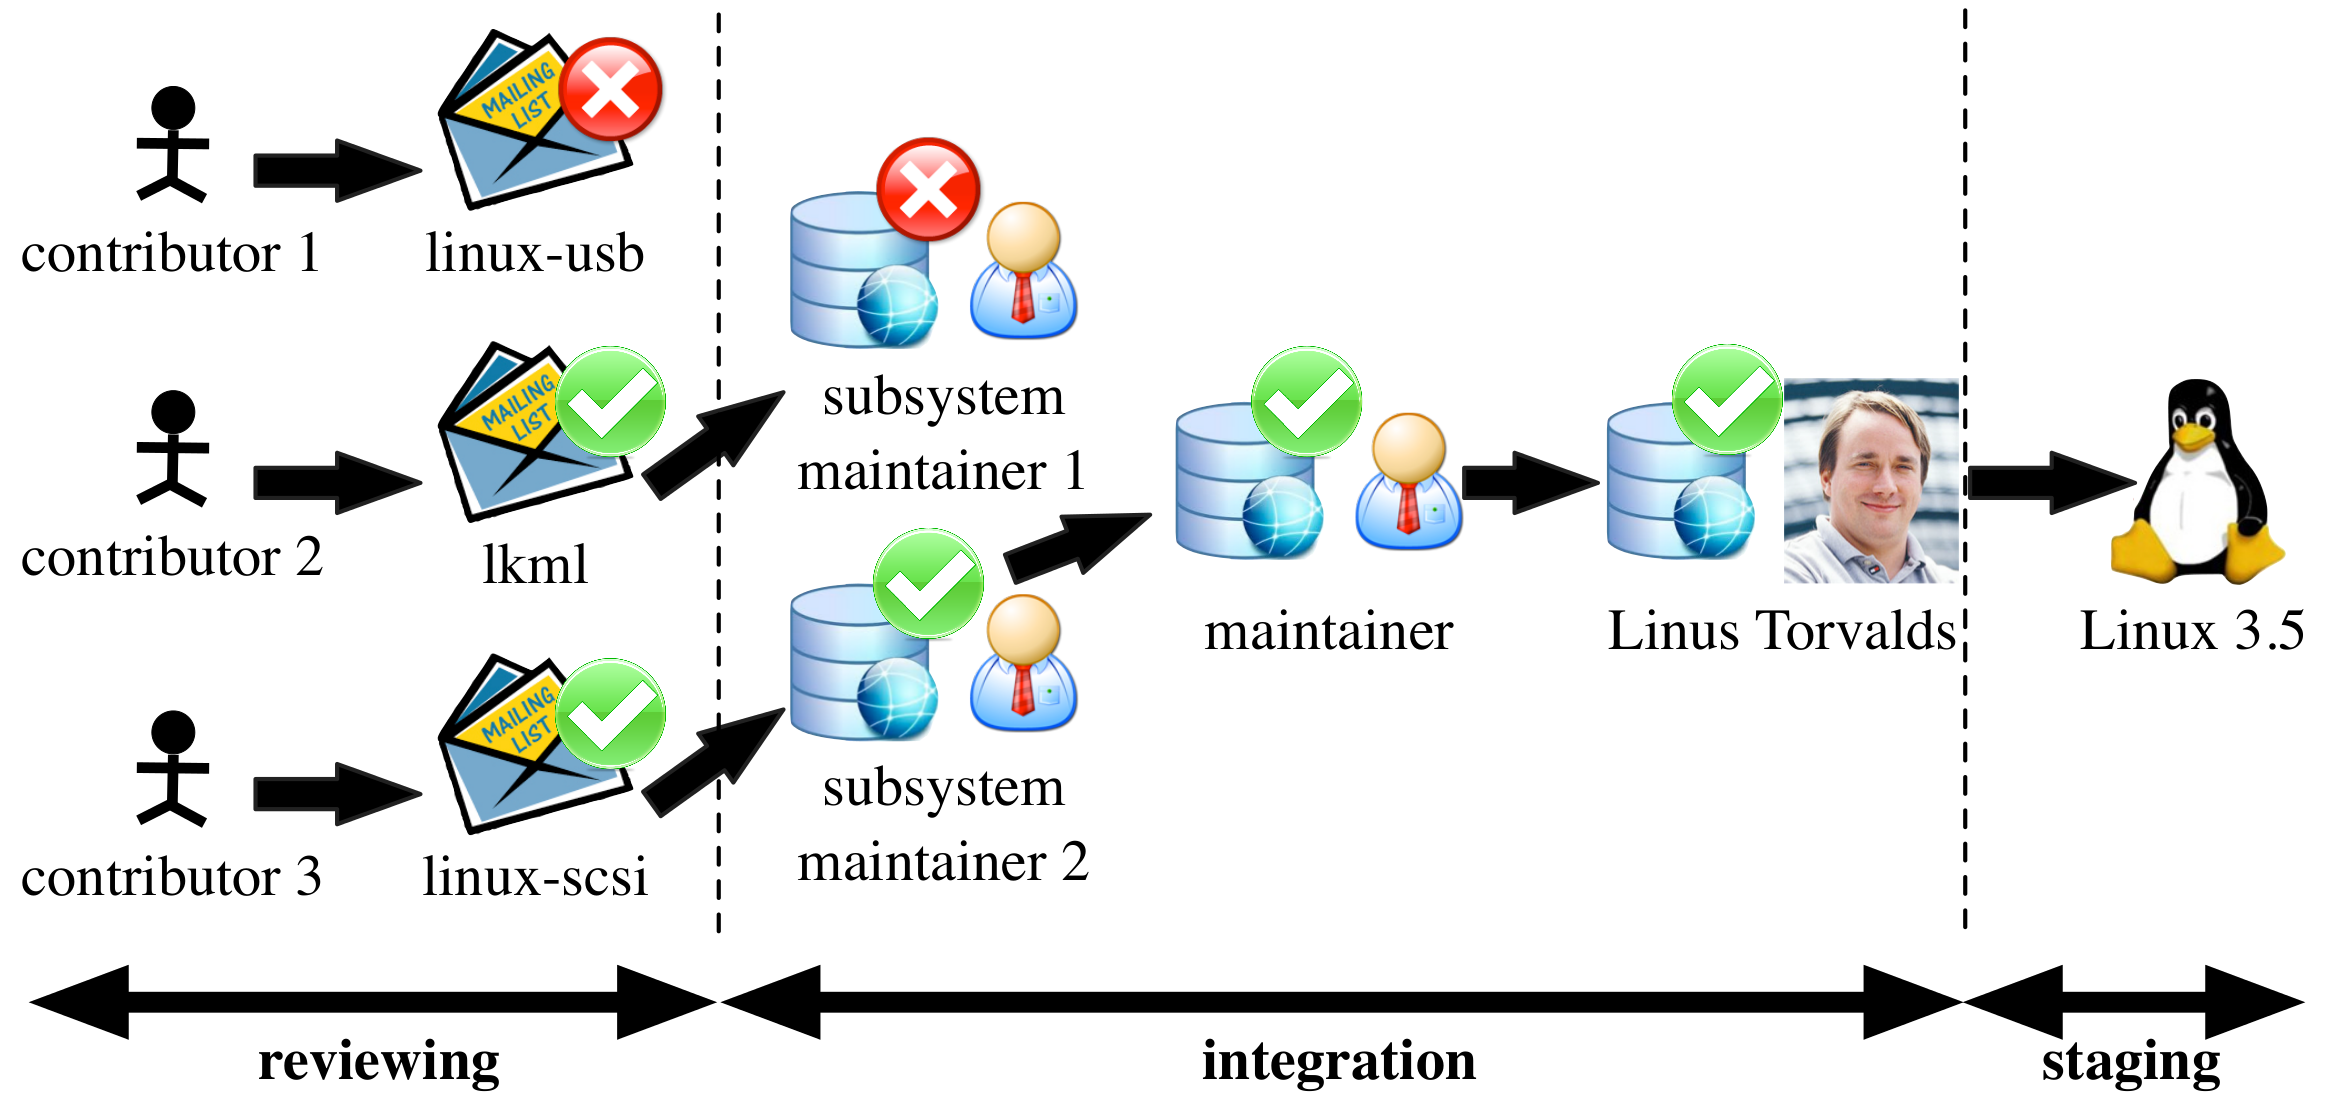 MAILING
LIST
contributor 1
linux-usb
MAILING
LIST
contributor 2
lkml
MAILING
LIST
contributor 3
linux-scsi
subsystem
maintainer 1
subsystem
maintainer 2
maintainer
Linus Torvalds
Linux 3.5
reviewing
integration
staging